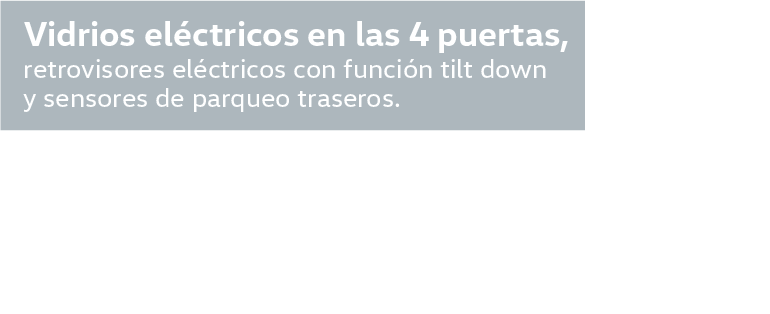 Vidrios eléctricos en las 4 puertas,
retrovisores eléctricos con función tilt down
y sensores de parqueo traseros.